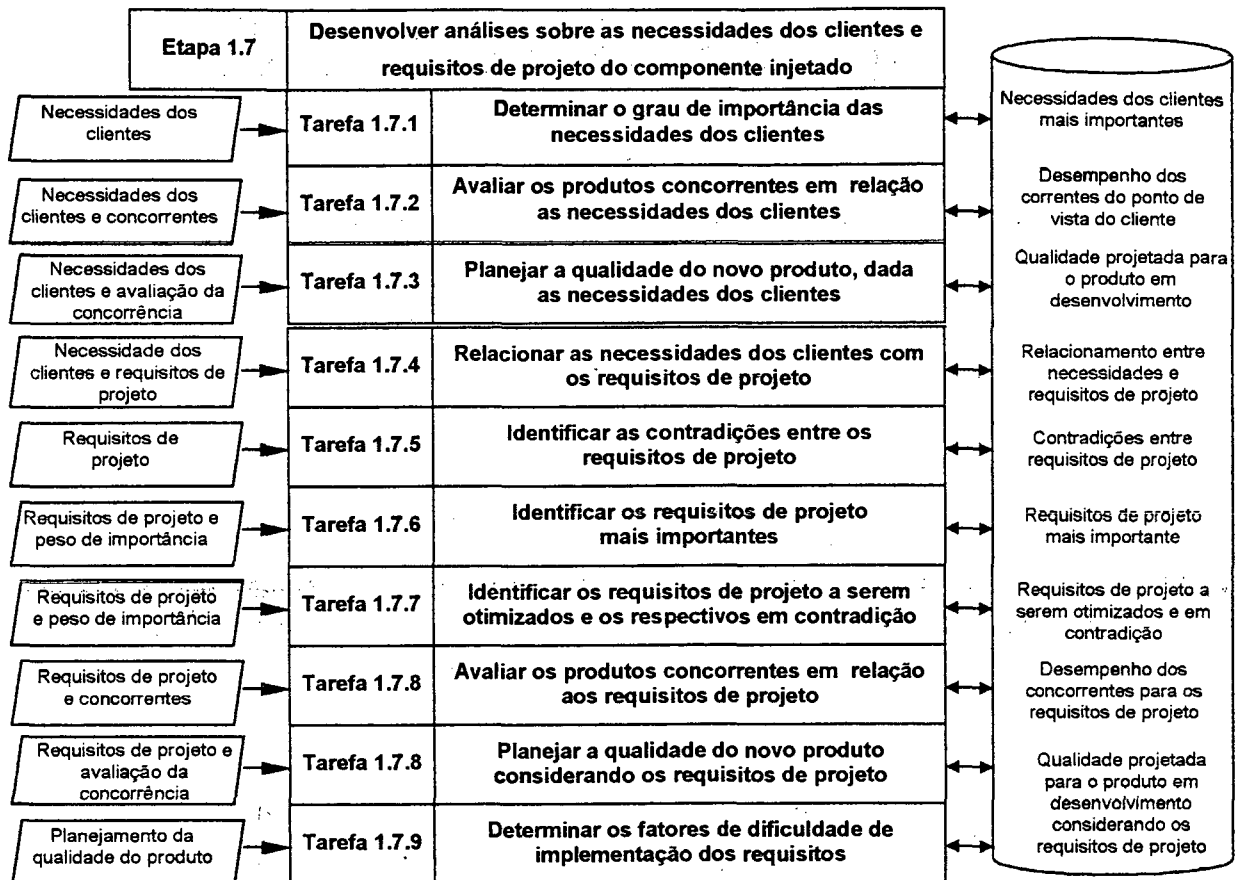 Etapa 1.7
Desenvolver análises sobre as necessidades dos clientes e
requisitos de projeto do componente injetado
Necessidades dos
clientes
Tarefa 1.7.1
Determinar o grau de importância das
necessidades dos clientes
Necessidades dos clientes
mais importantes
Necessidades dos
clientes e concorrentes
Tarefa 1.7.2
Avaliar os produtos concorrentes em relação
as necessidades dos clientes
Desempenho dos
correntes do ponto de
vista do cliente
Necessidades dos
clientes e avaliação da
concorrência
Tarefa 1.7.3
Planejar a qualidade do novo produto, dada
as necessidades dos clientes
Qualidade projetada para
o produto em
desenvolvimento
Necessidade dos
clientes e requisitos de
projeto
Tarefa 1.7.4
Relacionar as necessidades dos clientes com
os requisitos de projeto
Relacionamento entre
necessidades e
requisitos de projeto
Requisitos de
projeto
Tarefa 1.7.5
Identificar as contradições entre os
requisitos de projeto
Contradições entre
requisitos de projeto
Requisitos de projeto e
peso de importância
Tarefa 1.7.6
Identificar os requisitos de projeto
mais importantes
Requisitos de projeto
mais importante
Requisitos de projeto
e peso de importância
Tarefa 1.7.7
Identificar os requisitos de projeto a serem
otimizados e os respectivos em contradição
Requisitos de projeto a
serem otimizados e em
contradição
Requisitos de projeto
e concorrentes
Tarefa 1.7.8
Avaliar os produtos concorrentes em relação
aos requisitos de projeto
Desempenho dos
concorrentes para os
requisitos de projeto
Requisitos de projeto e
avaliação da
concorrência
Tarefa 1.7.8
Planejar a qualidade do novo produto
considerando os requisitos de projeto
Qualidade projetada
para o produto em
desenvolvimento
considerando os
requisitos de projeto
Planejamento da
qualidade do produto
Tarefa 1.7.9
Determinar os fatores de dificuldade de
implementação dos requisitos